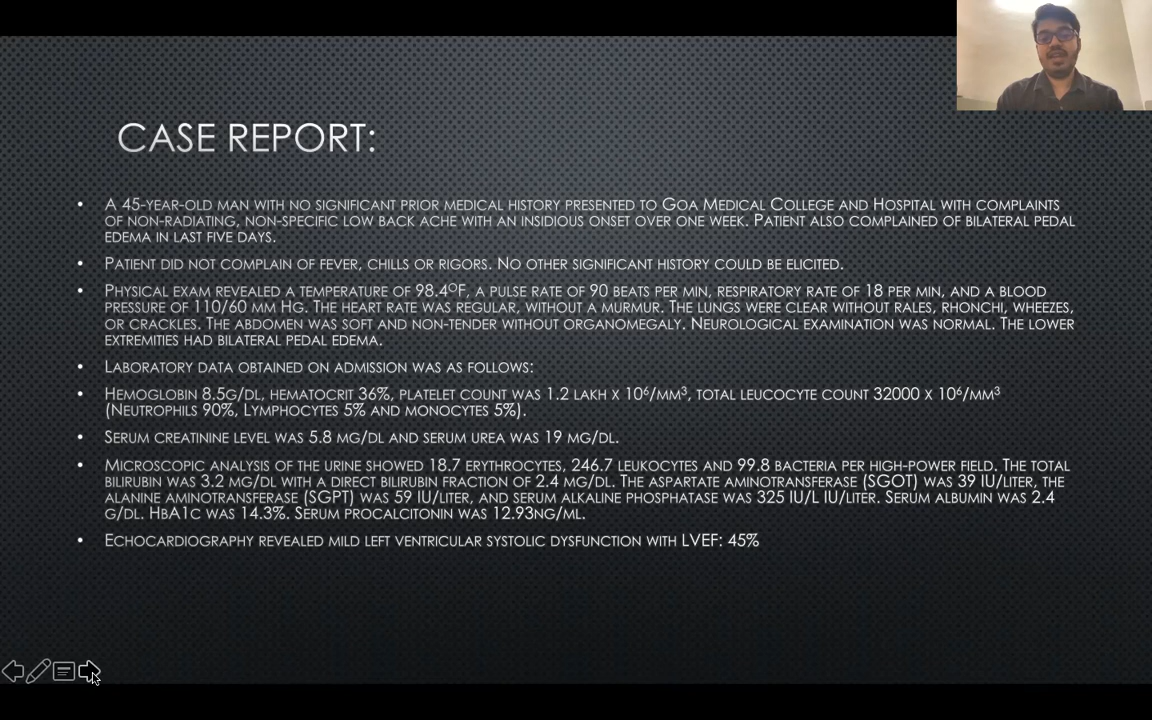 CASE REPORT:
• A 45-YEAR-OLD MAN WITH NO SIGNIFICANT PRIOR MEDICAL HISTORY PRESENTED TO GOA MEDICAL COLLEGE AND HOSPITAL WITH COMPLAINTS
OF NON-RADIATING, NON-SPECIFIC LOW BACK ACHE WITH AN INSIDIOUS ONSET OVER ONE WEEK. PATIENT ALSO COMPLAINED OF BILATERAL PEDAL
EDEMA IN LAST FIVE DAYS.
• PATIENT DID NOT COMPLAIN OF FEVER, CHILLS OR RIGORS. NO OTHER SIGNIFICANT HISTORY COULD BE ELICITED.
• PHYSICAL EXAM REVEALED A TEMPERATURE OF 98.4ºF, A PULSE RATE OF 90 BEATS PER MIN, RESPIRATORY RATE OF 18 PER MIN, AND A BLOOD
PRESSURE OF 110/60 MM HG. THE HEART RATE WAS REGULAR, WITHOUT A MURMUR. THE LUNGS WERE CLEAR WITHOUT RALES, RHONCHI, WHEEZES,
OR CRACKLES. THE ABDOMEN WAS SOFT AND NON-TENDER WITHOUT ORGANOMEGALY. NEUROLOGICAL EXAMINATION WAS NORMAL. THE LOWER
EXTREMITIES HAD BILATERAL PEDAL EDEMA.
• LABORATORY DATA OBTAINED ON ADMISSION WAS AS FOLLOWS:
• HEMOGLOBIN 8.5G/DL, HEMATOCRIT 36%, PLATELET COUNT WAS 1.2 LAKH X 10⁶/MM³, TOTAL LEUCOCYTE COUNT 32000 X 10⁶/MM³
(NEUTROPHILS 90%, LYMPHOCYTES 5% AND MONOCYTES 5%).
• SERUM CREATININE LEVEL WAS 5.8 MG/DL AND SERUM UREA WAS 19 MG/DL.
• MICROSCOPIC ANALYSIS OF THE URINE SHOWED 18.7 ERYTHROCYTES, 246.7 LEUKOCYTES AND 99.8 BACTERIA PER HIGH-POWER FIELD. THE TOTAL
BILIRUBIN WAS 3.2 MG/DL WITH A DIRECT BILIRUBIN FRACTION OF 2.4 MG/DL. THE ASPARTATE AMINOTRANSFERASE (SGOT) WAS 39 IU/LITER, THE
ALANINE AMINOTRANSFERASE (SGPT) WAS 59 IU/LITER, AND SERUM ALKALINE PHOSPHATASE WAS 325 IU/L IU/LITER. SERUM ALBUMIN WAS 2.4
G/DL. HBA1C WAS 14.3%. SERUM PROCALCITONIN WAS 12.93NG/ML.
• ECHOCARDIOGRAPHY REVEALED MILD LEFT VENTRICULAR SYSTOLIC DYSFUNCTION WITH LVEF: 45%